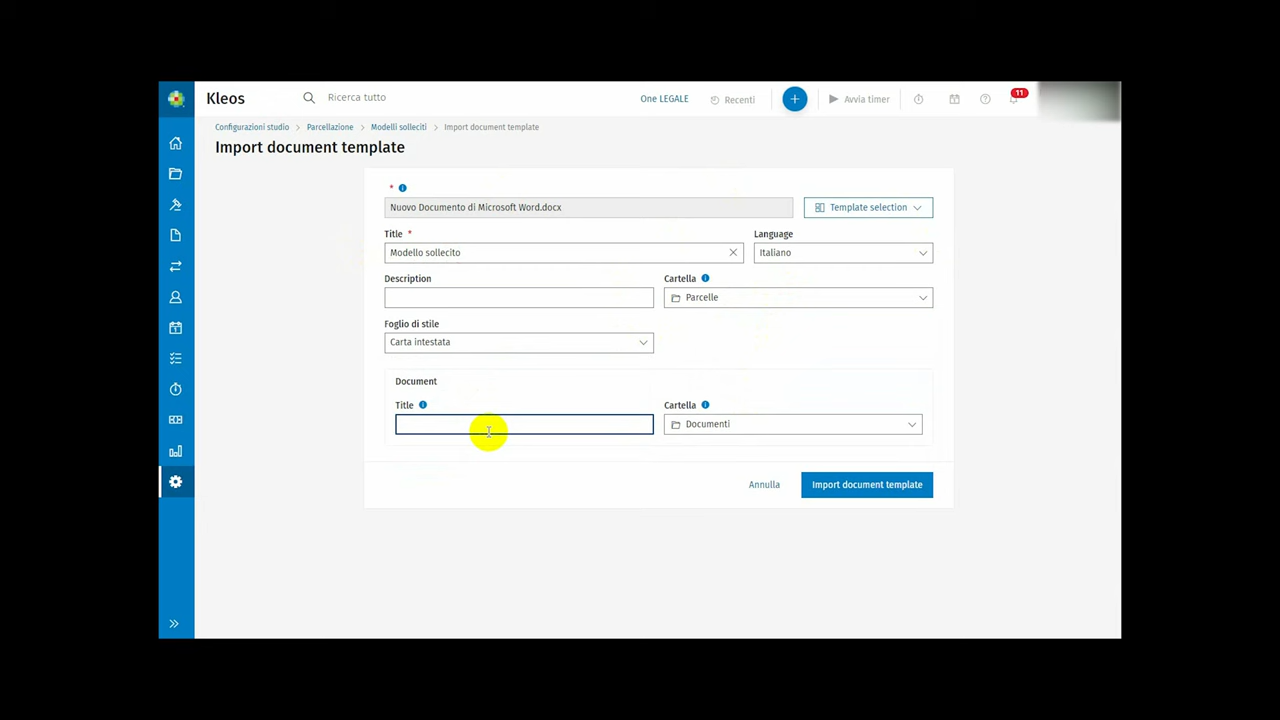 Kleos
Ricerca tutto
One LEGALE
Recenti
Avvia timer
11
Configurazioni studio > Parcellazione > Modelli solleciti > Import document template
Import document template
*
Nuovo Documento di Microsoft Word.docx
Template selection
Title *
Language
Modello sollecito
Italiano
Description
Cartella
Parcelle
Foglio di stile
Carta intestata
Document
Title
Cartella
Documenti
Annulla
Import document template